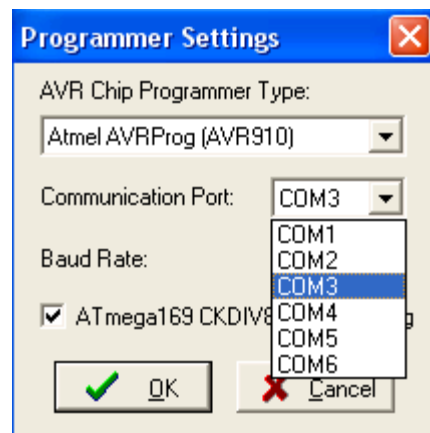 Programmer Settings
AVR Chip Programmer Type:
Atmel AVRProg (AVR910)
Communication Port: COM3
COM1
COM2
Baud Rate:
COM3
ATmega169 CKDIV8 COM4
COM5
COM6
OK Cancel